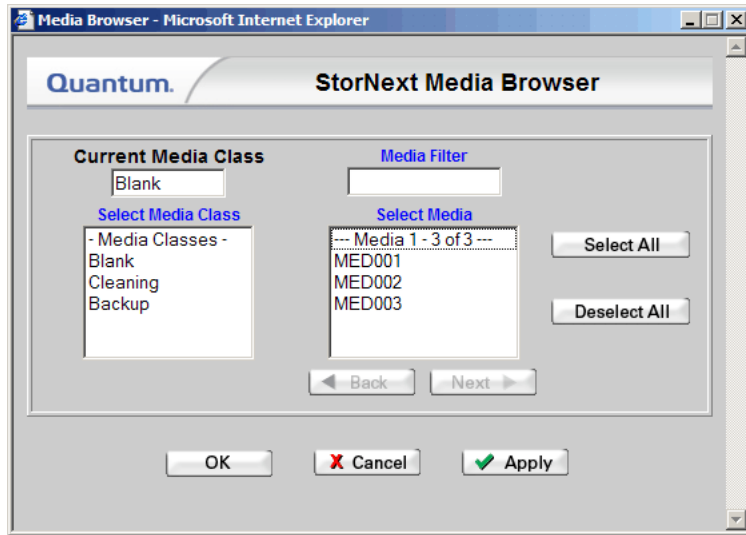 Media Browser - Microsoft Internet Explorer
Quantum. StorNext Media Browser
Current Media Class Media Filter
Blank
Select Media Class Select Media
- Media Classes - --- Media 1 - 3 of 3 ---
Blank MED001
Cleaning MED002
Backup MED003
Select All
Deselect All
Back Next
OK Cancel Apply